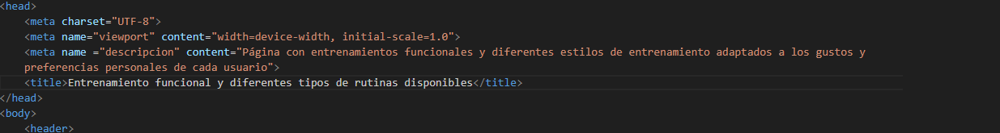 <head>
    <meta charset="UTF-8">
    <meta name="viewport" content="width=device-width, initial-scale=1.0">
    <meta name ="descripcion" content="Página con entrenamientos funcionales y diferentes estilos de entrenamiento adaptados a los gustos y
    preferencias personales de cada usuario">
    <title>Entrenamiento funcional y diferentes tipos de rutinas disponibles</title>
</head>
<body>
    <header>